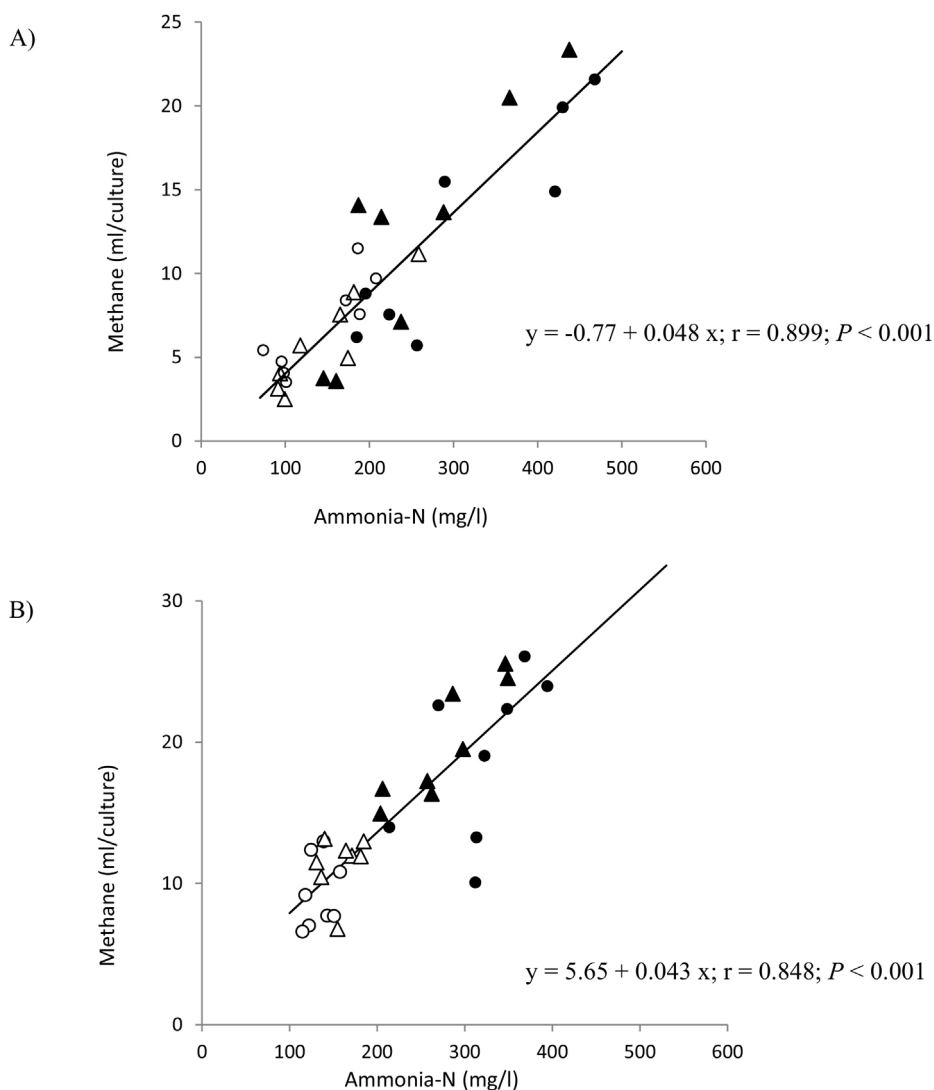 A)
25
20
15
10
5
0
Methane (ml/culture)
y = -0.77 + 0.048 x; r = 0.899; P < 0.001
0 100 200 300 400 500 600
Ammonia-N (mg/l)
B)
30
20
10
0
Methane (ml/culture)
y = 5.65 + 0.043 x; r = 0.848; P < 0.001
0 100 200 300 400 500 600
Ammonia-N (mg/l)